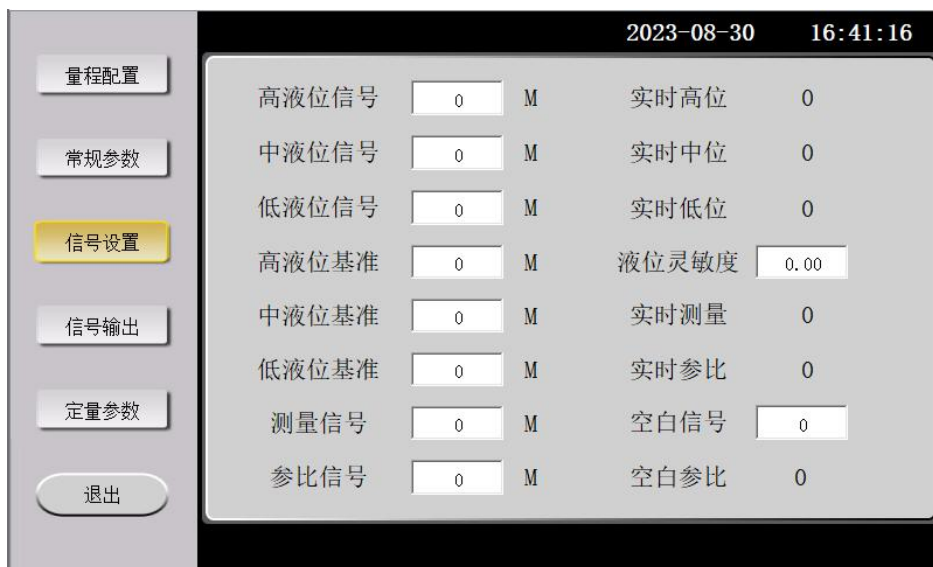 2023-08-30 16:41:16
量程配置
常规参数
信号设置
信号输出
定量参数
退出
高液位信号 0 M 实时高位 0
中液位信号 0 M 实时中位 0
低液位信号 0 M 实时低位 0
高液位基准 0 M 液位灵敏度 0.00
中液位基准 0 M 实时测量 0
低液位基准 0 M 实时参比 0
测量信号 0 M 空白信号 0
参比信号 0 M 空白参比 0